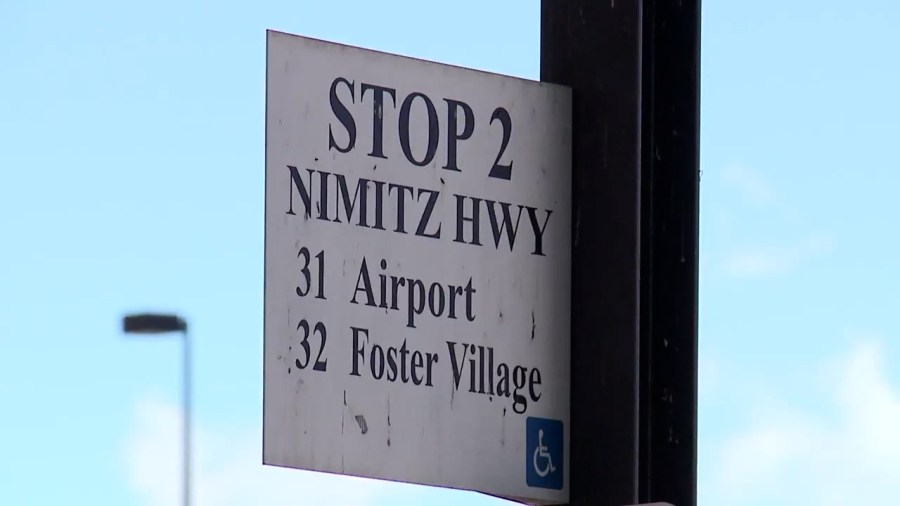 STOP 2
NIMITZ HWY
31 Airport
32 Foster Village